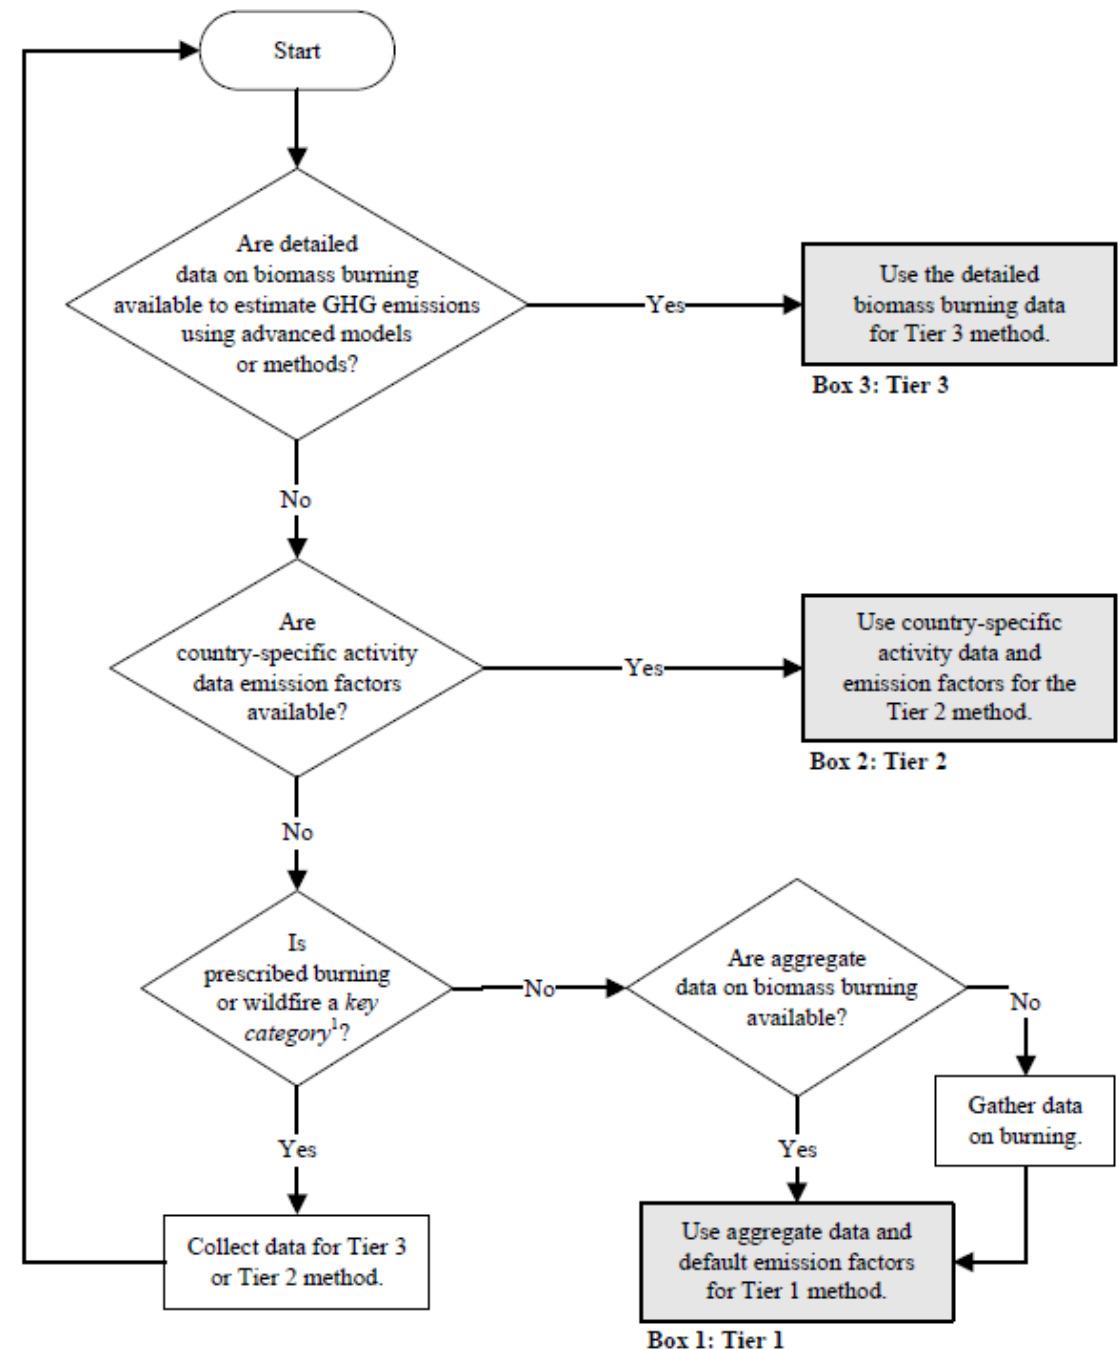 Start
Are detailed
data on biomass burning
available to estimate GHG emissions
using advanced models
or methods?
Yes
Use the detailed
biomass burning data
for Tier 3 method.
Box 3: Tier 3
No
Are
country-specific activity
data emission factors
available?
Yes
Use country-specific
activity data and
emission factors for the
Tier 2 method.
Box 2: Tier 2
No
Is
prescribed burning
or wildfire a key
category¹?
No
Are aggregate
data on biomass burning
available?
No
Gather data
on burning.
Yes
Yes
Collect data for Tier 3
or Tier 2 method.
Use aggregate data and
default emission factors
for Tier 1 method.
Box 1: Tier 1